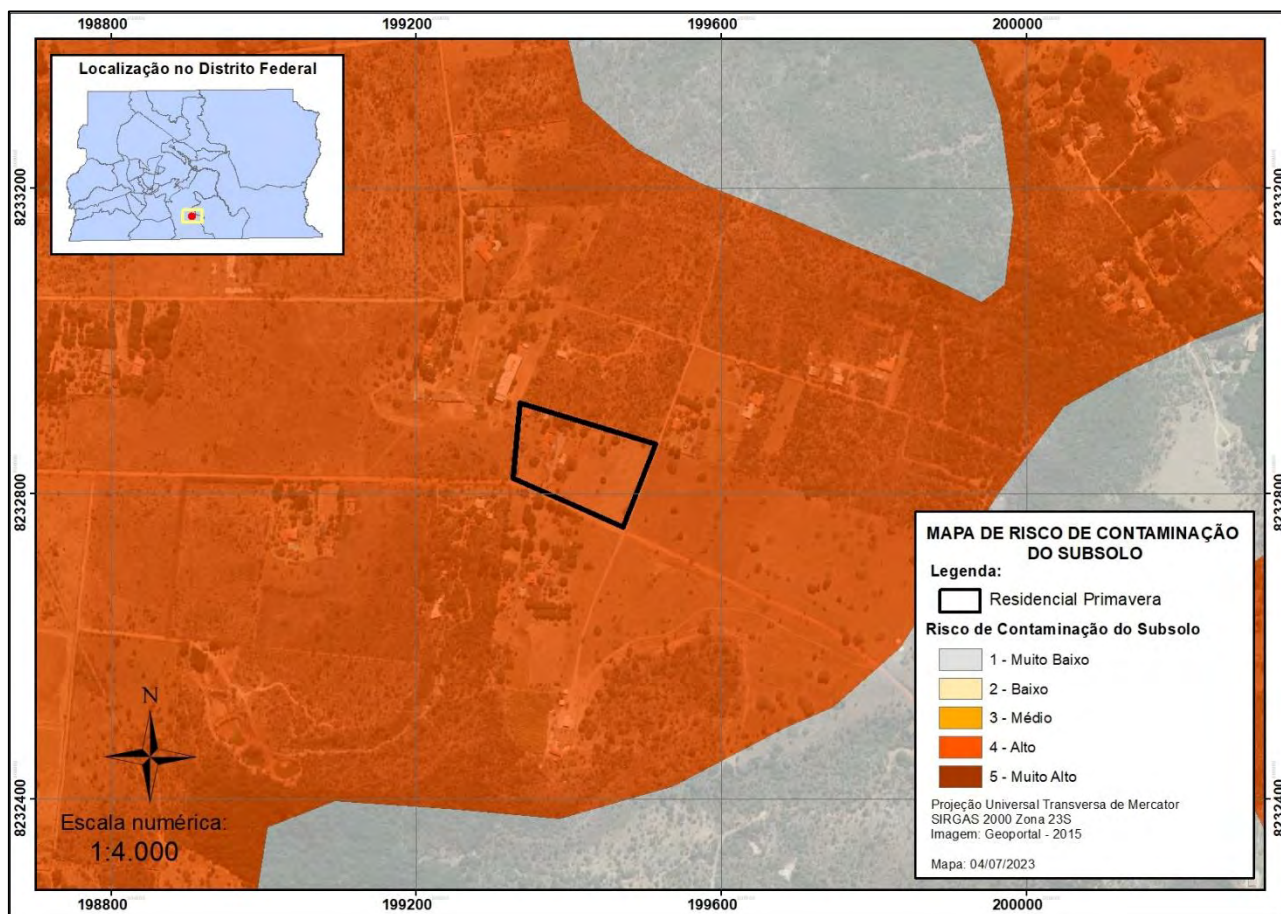 198800 199200 199600 200000
Localização no Distrito Federal
8233200 8233200
8232800 8232800
MAPA DE RISCO DE CONTAMINAÇÃO
DO SUBSOLO
Legenda:
Residencial Primavera
Risco de Contaminação do Subsolo
1 - Muito Baixo
2 - Baixo
3 - Médio
4 - Alto
5 - Muito Alto
Projeção Universal Transversa de Mercator
SIRGAS 2000 Zona 23S
Imagem: Geoportal - 2015
Mapa: 04/07/2023
N
Escala numérica:
1:4.000
8232400 8232400
198800 199200 199600 200000